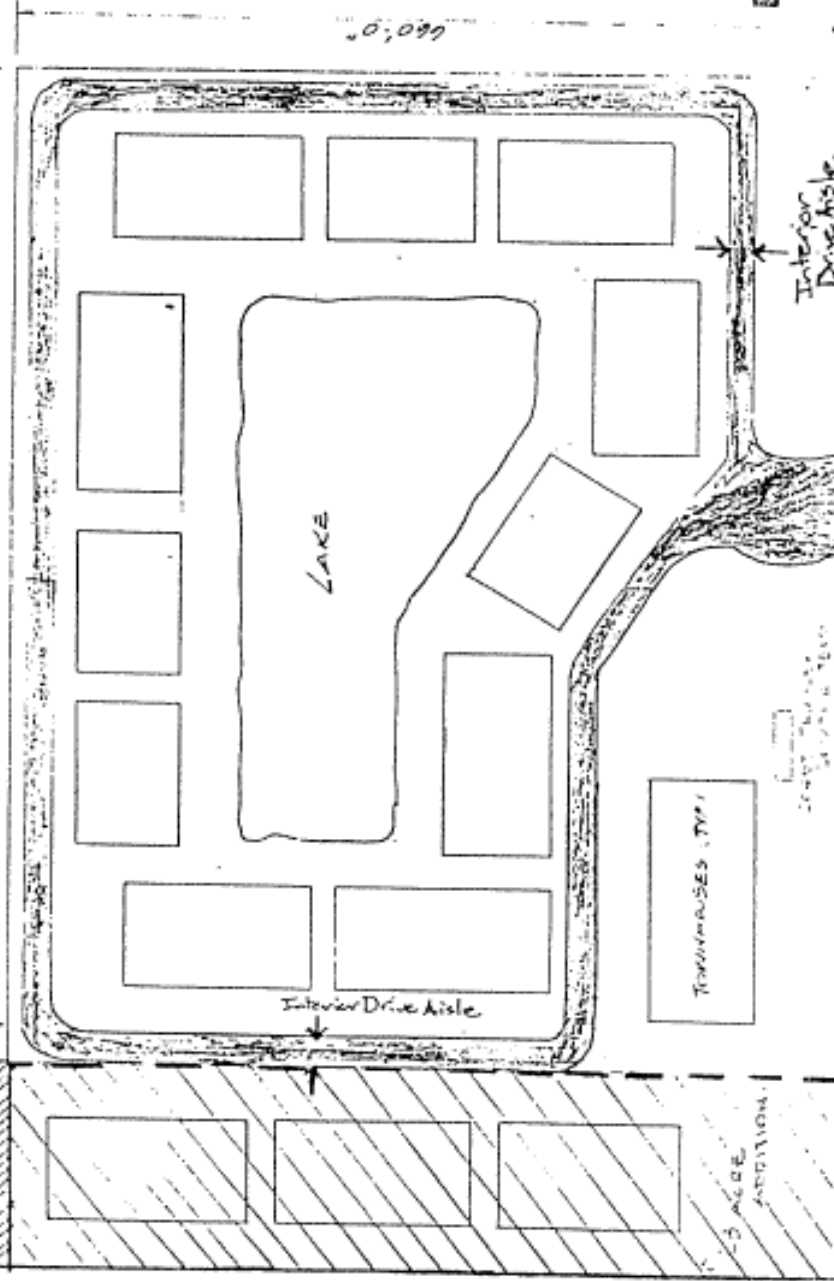 660'-0"
Interior
Drive Aisle
LAKE
TOWNHOUSES (TYP)
Interior Drive Aisle
3 ACRE
ADDITION